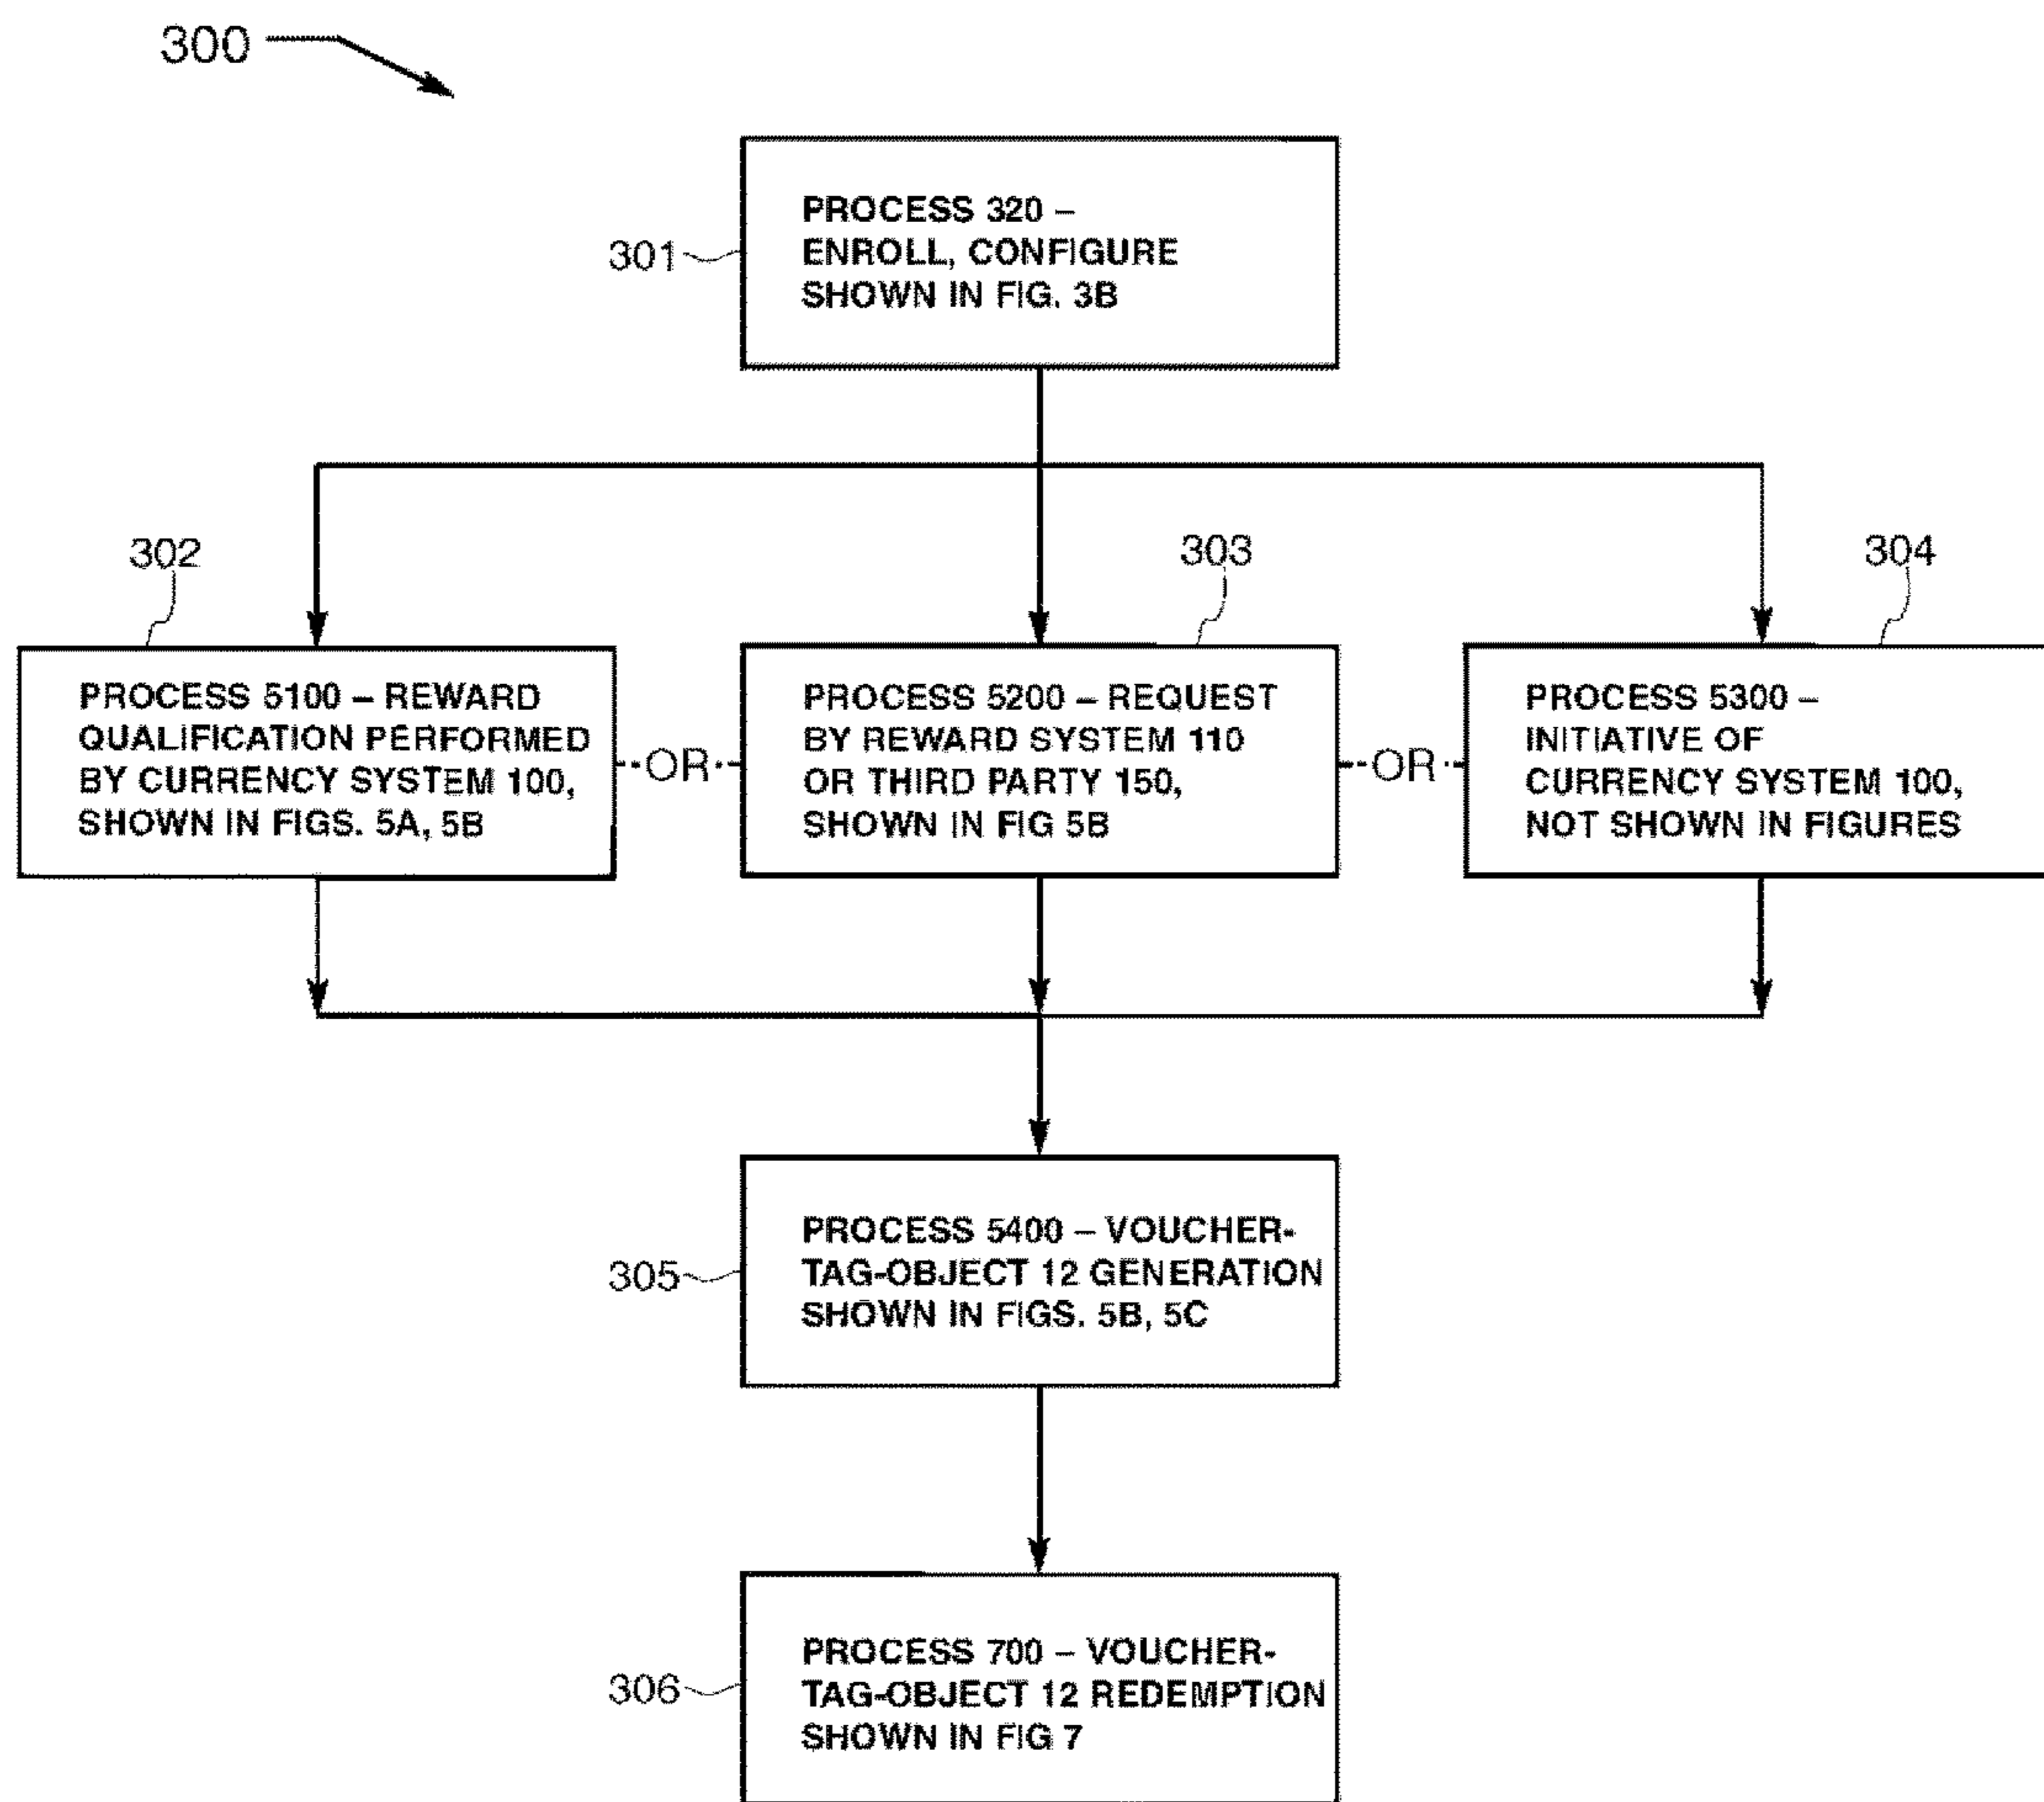 300
PROCESS 320 –
ENROLL, CONFIGURE
SHOWN IN FIG. 3B
301
302
303
304
PROCESS 5100 – REWARD
QUALIFICATION PERFORMED
BY CURRENCY SYSTEM 100,
SHOWN IN FIGS. 5A, 5B
OR
PROCESS 5200 – REQUEST
BY REWARD SYSTEM 110
OR THIRD PARTY 150,
SHOWN IN FIG 5B
OR
PROCESS 5300 –
INITIATIVE OF
CURRENCY SYSTEM 100,
NOT SHOWN IN FIGURES
PROCESS 5400 – VOUCHER-
TAG-OBJECT 12 GENERATION
SHOWN IN FIGS. 5B, 5C
305
PROCESS 700 – VOUCHER-
TAG-OBJECT 12 REDEMPTION
SHOWN IN FIG 7
306